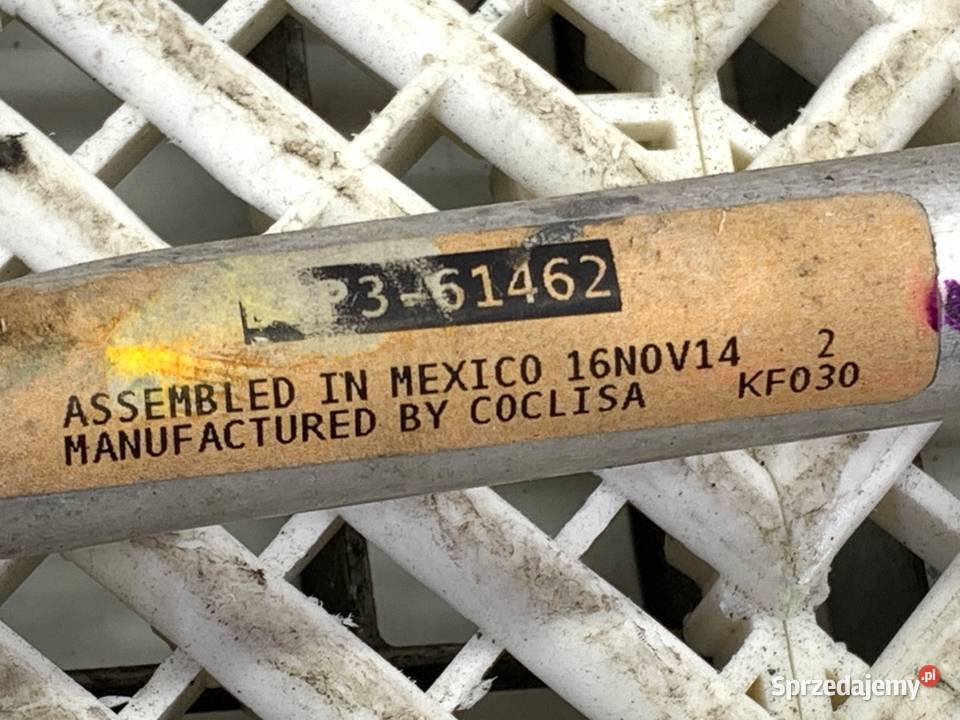 3-61462
ASSEMBLED IN MEXICO 16NOV14 2
MANUFACTURED BY COCLISA KF030
Sprzedajemy.pl